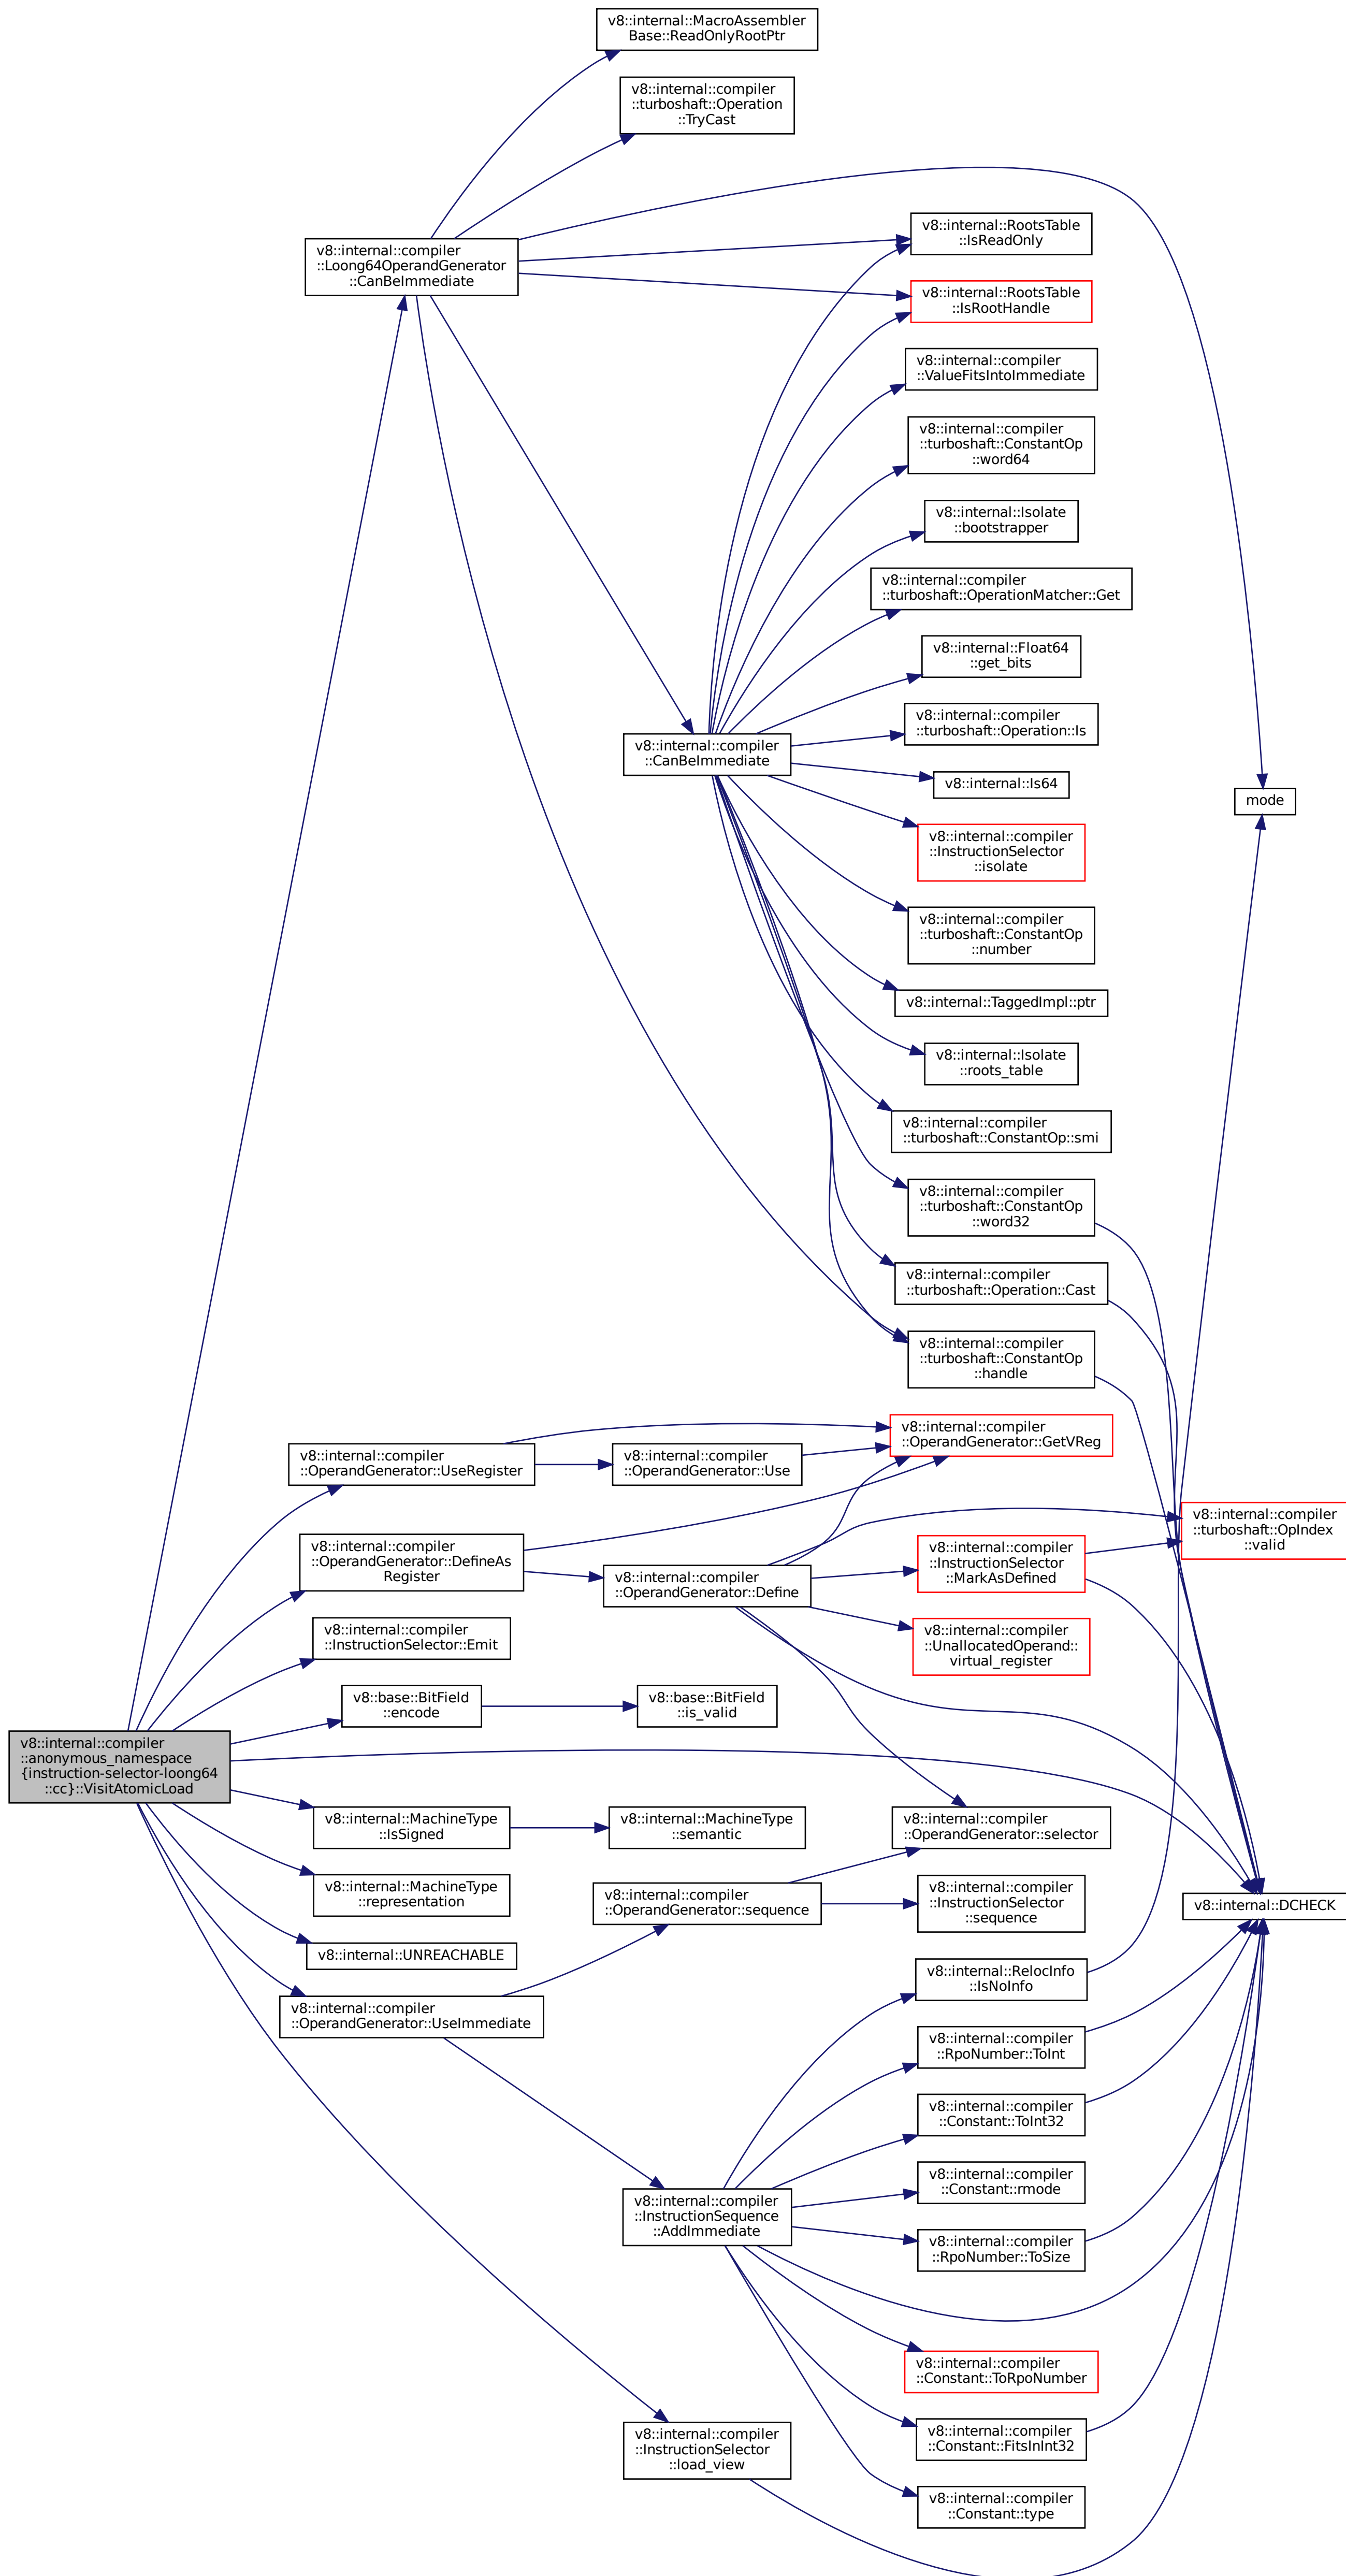 v8::internal::MacroAssembler
Base::ReadOnlyRootPtr
v8::internal::compiler
::turboshaft::Operation
::TryCast
v8::internal::RootsTable
::IsReadOnly
v8::internal::compiler
::Loong64OperandGenerator
::CanBeImmediate
v8::internal::RootsTable
::IsRootHandle
v8::internal::compiler
::ValueFitsIntoImmediate
v8::internal::compiler
::turboshaft::ConstantOp
::word64
v8::internal::Isolate
::bootstrapper
v8::internal::compiler
::turboshaft::OperationMatcher::Get
v8::internal::Float64
::get_bits
v8::internal::compiler
::turboshaft::Operation::Is
v8::internal::compiler
::CanBeImmediate
v8::internal::Is64
mode
v8::internal::compiler
::InstructionSelector
::isolate
v8::internal::compiler
::turboshaft::ConstantOp
::number
v8::internal::TaggedImpl::ptr
v8::internal::Isolate
::roots_table
v8::internal::compiler
::turboshaft::ConstantOp::smi
v8::internal::compiler
::turboshaft::ConstantOp
::word32
v8::internal::compiler
::turboshaft::Operation::Cast
v8::internal::compiler
::turboshaft::ConstantOp
::handle
v8::internal::compiler
::OperandGenerator::GetVReg
v8::internal::compiler
::OperandGenerator::UseRegister
v8::internal::compiler
::OperandGenerator::Use
v8::internal::compiler
::turboshaft::OpIndex
::valid
v8::internal::compiler
::OperandGenerator::DefineAs
Register
v8::internal::compiler
::InstructionSelector
::MarkAsDefined
v8::internal::compiler
::OperandGenerator::Define
v8::internal::compiler
::InstructionSelector::Emit
v8::internal::compiler
::UnallocatedOperand::
virtual_register
v8::base::BitField
::encode
v8::base::BitField
::is_valid
v8::internal::compiler
::anonymous_namespace
{instruction-selector-loong64
::cc}::VisitAtomicLoad
v8::internal::MachineType
::IsSigned
v8::internal::MachineType
::semantic
v8::internal::compiler
::OperandGenerator::selector
v8::internal::MachineType
::representation
v8::internal::compiler
::OperandGenerator::sequence
v8::internal::compiler
::InstructionSelector
::sequence
v8::internal::DCHECK
v8::internal::UNREACHABLE
v8::internal::RelocInfo
::IsNoInfo
v8::internal::compiler
::OperandGenerator::UseImmediate
v8::internal::compiler
::RpoNumber::ToInt
v8::internal::compiler
::Constant::ToInt32
v8::internal::compiler
::Constant::rmode
v8::internal::compiler
::InstructionSequence
::AddImmediate
v8::internal::compiler
::RpoNumber::ToSize
v8::internal::compiler
::Constant::ToRpoNumber
v8::internal::compiler
::Constant::FitsInInt32
v8::internal::compiler
::InstructionSelector
::load_view
v8::internal::compiler
::Constant::type